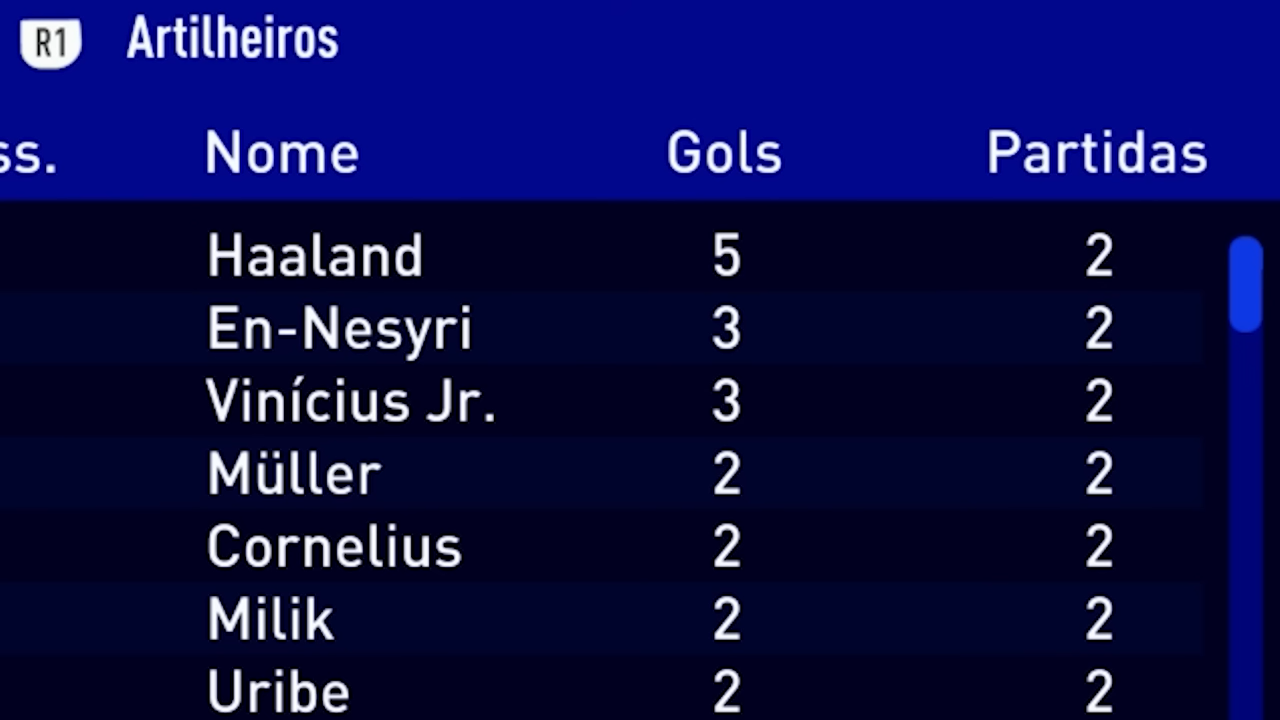 R1 Artilheiros
ss. Nome Gols Partidas
Haaland 5 2
En-Nesyri 3 2
Vinícius Jr. 3 2
Müller 2 2
Cornelius 2 2
Milik 2 2
Uribe 2 2